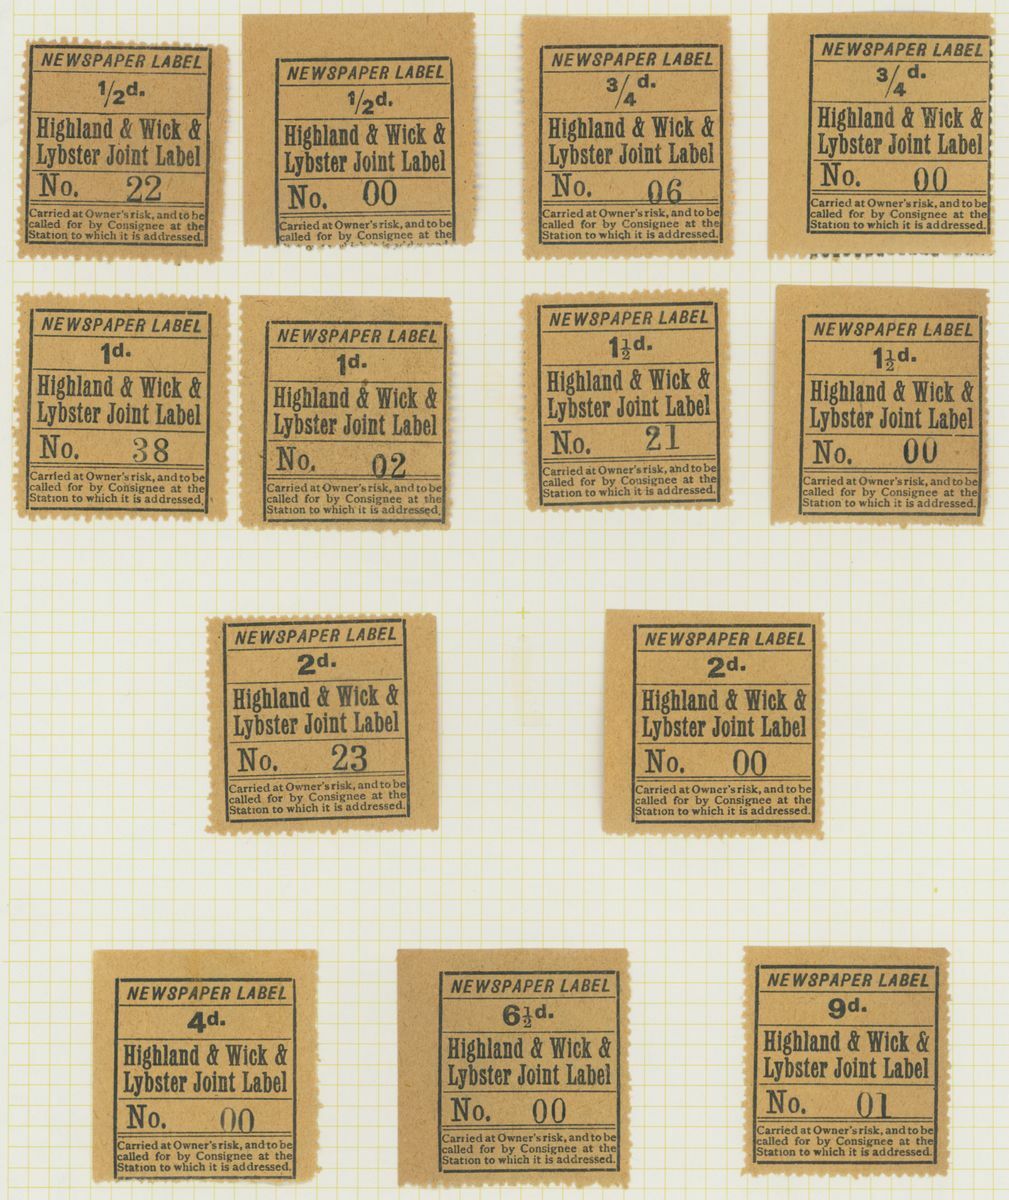 NEWSPAPER LABEL
1/2d.
Highland & Wick &
Lybster Joint Label
No. 22
Carried at Owner's risk, and to be
called for by Consignee at the
Station to which it is addressed.
NEWSPAPER LABEL
1/2d.
Highland & Wick &
Lybster Joint Label
No. 00
Carried at Owner's risk, and to be
called for by Consignee at the
NEWSPAPER LABEL
3/4d.
Highland & Wick &
Lybster Joint Label
No. 06
Carried at Owner's risk, and to be
called for by Consignee at the
Station to which it is addressed.
NEWSPAPER LABEL
3/4d.
Highland & Wick &
Lybster Joint Label
No. 00
Carried at Owner's risk, and to be
called for by Consignee at the
Station to which it is addressed.
NEWSPAPER LABEL
1d.
Highland & Wick &
Lybster Joint Label
No. 38
Carried at Owner's risk, and to be
called for by Consignee at the
Station to which it is addressed.
NEWSPAPER LABEL
1d.
Highland & Wick &
Lybster Joint Label
No. 02
Carried at Owner's risk, and to be
called for by Consignee at the
Station to which it is addressed.
NEWSPAPER LABEL
1½d.
Highland & Wick &
Lybster Joint Label
No. 21
Carried at Owner's risk, and to be
called for by Consignee at the
Station to which it is addressed.
NEWSPAPER LABEL
1½d.
Highland & Wick &
Lybster Joint Label
No. 00
Carried at Owner's risk, and to be
called for by Consignee at the
Station to which it is addressed.
NEWSPAPER LABEL
2d.
Highland & Wick &
Lybster Joint Label
No. 23
Carried at Owner's risk, and to be
called for by Consignee at the
Station to which it is addressed.
NEWSPAPER LABEL
2d.
Highland & Wick &
Lybster Joint Label
No. 00
Carried at Owner's risk, and to be
called for by Consignee at the
Station to which it is addressed.
NEWSPAPER LABEL
4d.
Highland & Wick &
Lybster Joint Label
No. 00
Carried at Owner's risk, and to be
called for by Consignee at the
Station to which it is addressed.
NEWSPAPER LABEL
6½d.
Highland & Wick &
Lybster Joint Label
No. 00
Carried at Owner's risk, and to be
called for by Consignee at the
Station to which it is addressed.
NEWSPAPER LABEL
9d.
Highland & Wick &
Lybster Joint Label
No. 01
Carried at Owner's risk, and to be
called for by Consignee at the
Station to which it is addressed.